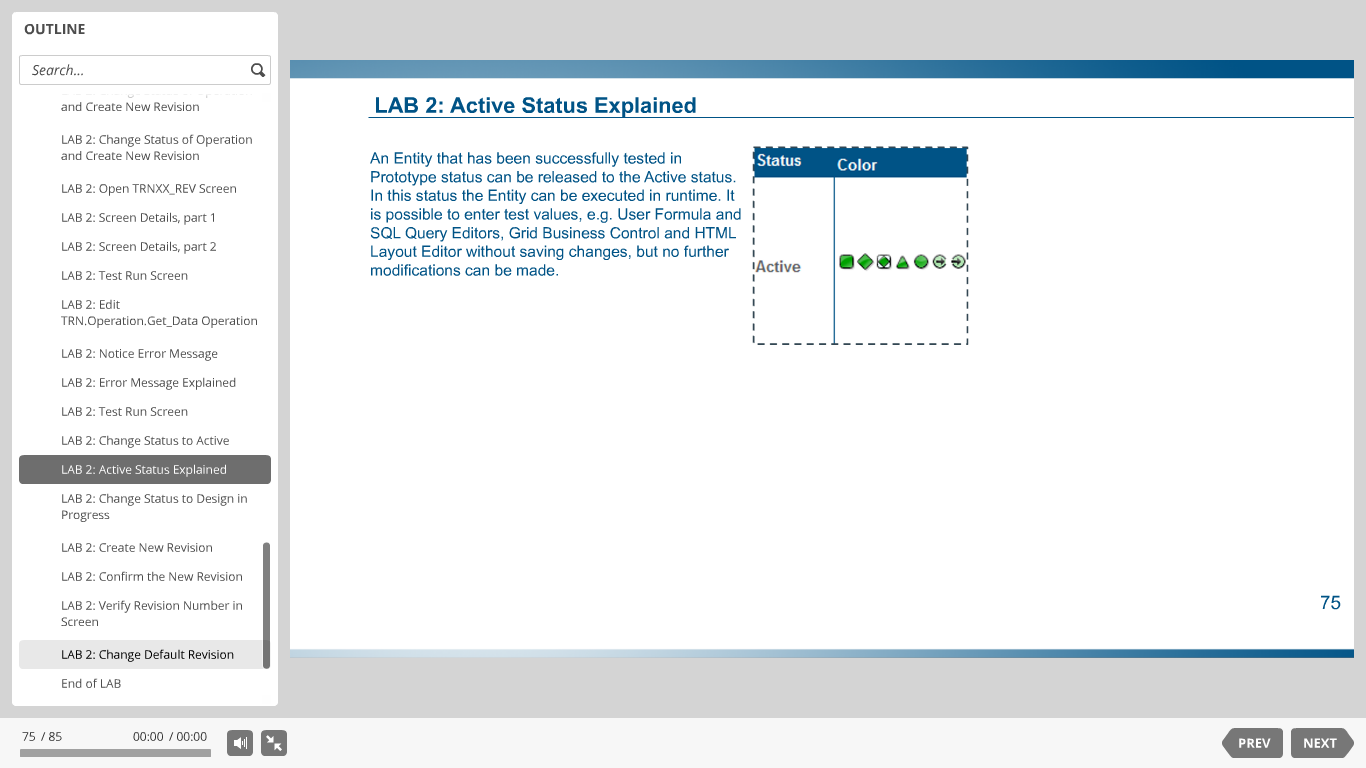 OUTLINE
Search...
and Create New Revision
LAB 2: Change Status of Operation
and Create New Revision
LAB 2: Open TRNXX_REV Screen
LAB 2: Screen Details, part 1
LAB 2: Screen Details, part 2
LAB 2: Test Run Screen
LAB 2: Edit
TRN.Operation.Get_Data Operation
LAB 2: Notice Error Message
LAB 2: Error Message Explained
LAB 2: Test Run Screen
LAB 2: Change Status to Active
LAB 2: Active Status Explained
LAB 2: Change Status to Design in
Progress
LAB 2: Create New Revision
LAB 2: Confirm the New Revision
LAB 2: Verify Revision Number in
Screen
LAB 2: Change Default Revision
End of LAB
LAB 2: Active Status Explained
An Entity that has been successfully tested in
Prototype status can be released to the Active status.
In this status the Entity can be executed in runtime. It
is possible to enter test values, e.g. User Formula and
SQL Query Editors, Grid Business Control and HTML
Layout Editor without saving changes, but no further
modifications can be made.
Status Color
Active
75
75 / 85 00:00 / 00:00
PREV NEXT